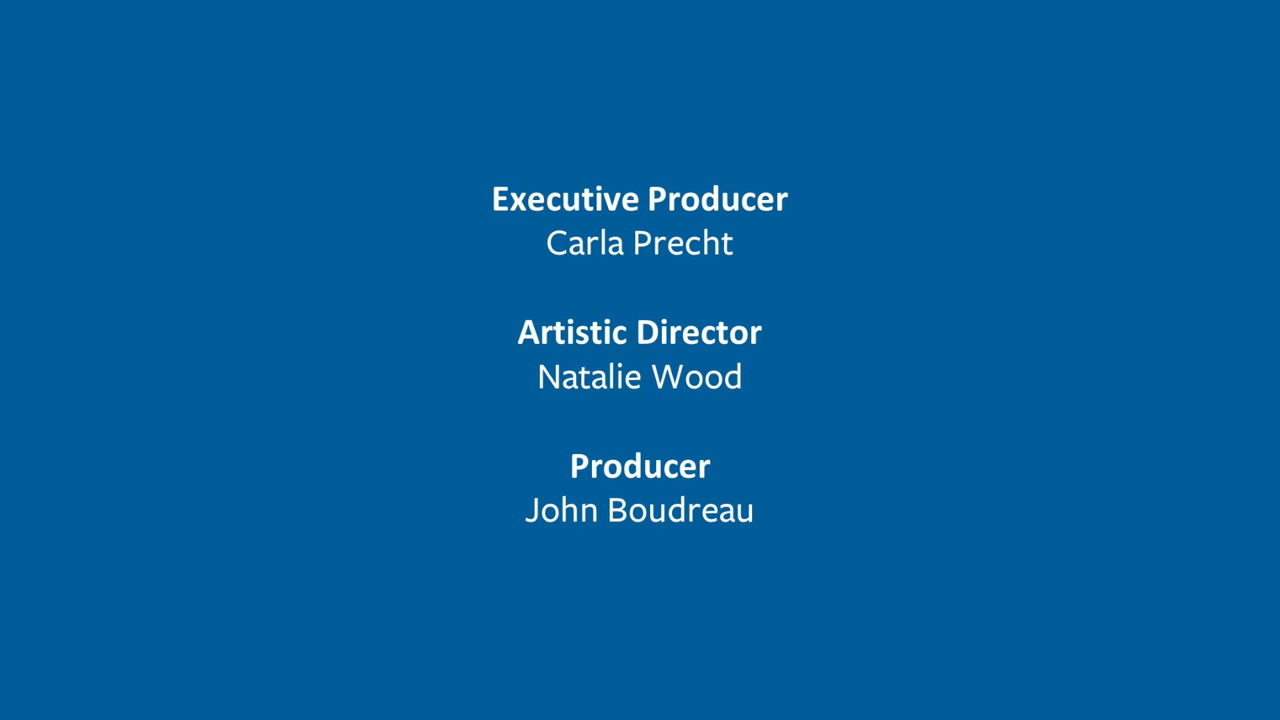 Executive Producer
Carla Precht
Artistic Director
Natalie Wood
Producer
John Boudreau